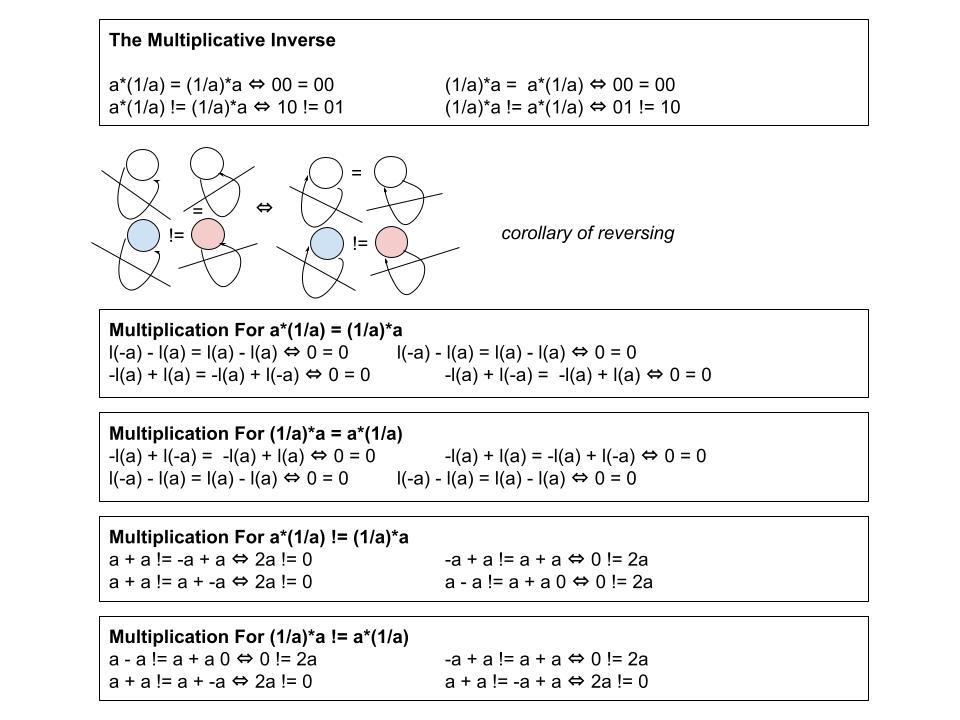 The Multiplicative Inverse
a*(1/a) = (1/a)*a ⇔ 00 = 00 (1/a)*a = a*(1/a) ⇔ 00 = 00
a*(1/a) != (1/a)*a ⇔ 10 != 01 (1/a)*a != a*(1/a) ⇔ 01 != 10
=
= ⇔
!= !=
corollary of reversing
Multiplication For a*(1/a) = (1/a)*a
l(-a) - l(a) = l(a) - l(a) ⇔ 0 = 0 l(-a) - l(a) = l(a) - l(a) ⇔ 0 = 0
-l(a) + l(a) = -l(a) + l(-a) ⇔ 0 = 0 -l(a) + l(-a) = -l(a) + l(a) ⇔ 0 = 0
Multiplication For (1/a)*a = a*(1/a)
-l(a) + l(-a) = -l(a) + l(a) ⇔ 0 = 0 -l(a) + l(a) = -l(a) + l(-a) ⇔ 0 = 0
l(-a) - l(a) = l(a) - l(a) ⇔ 0 = 0 l(-a) - l(a) = l(a) - l(a) ⇔ 0 = 0
Multiplication For a*(1/a) != (1/a)*a
a + a != -a + a ⇔ 2a != 0 -a + a != a + a ⇔ 0 != 2a
a + a != a + -a ⇔ 2a != 0 a - a != a + a 0 ⇔ 0 != 2a
Multiplication For (1/a)*a != a*(1/a)
a - a != a + a 0 ⇔ 0 != 2a -a + a != a + a ⇔ 0 != 2a
a + a != a + -a ⇔ 2a != 0 a + a != -a + a ⇔ 2a != 0